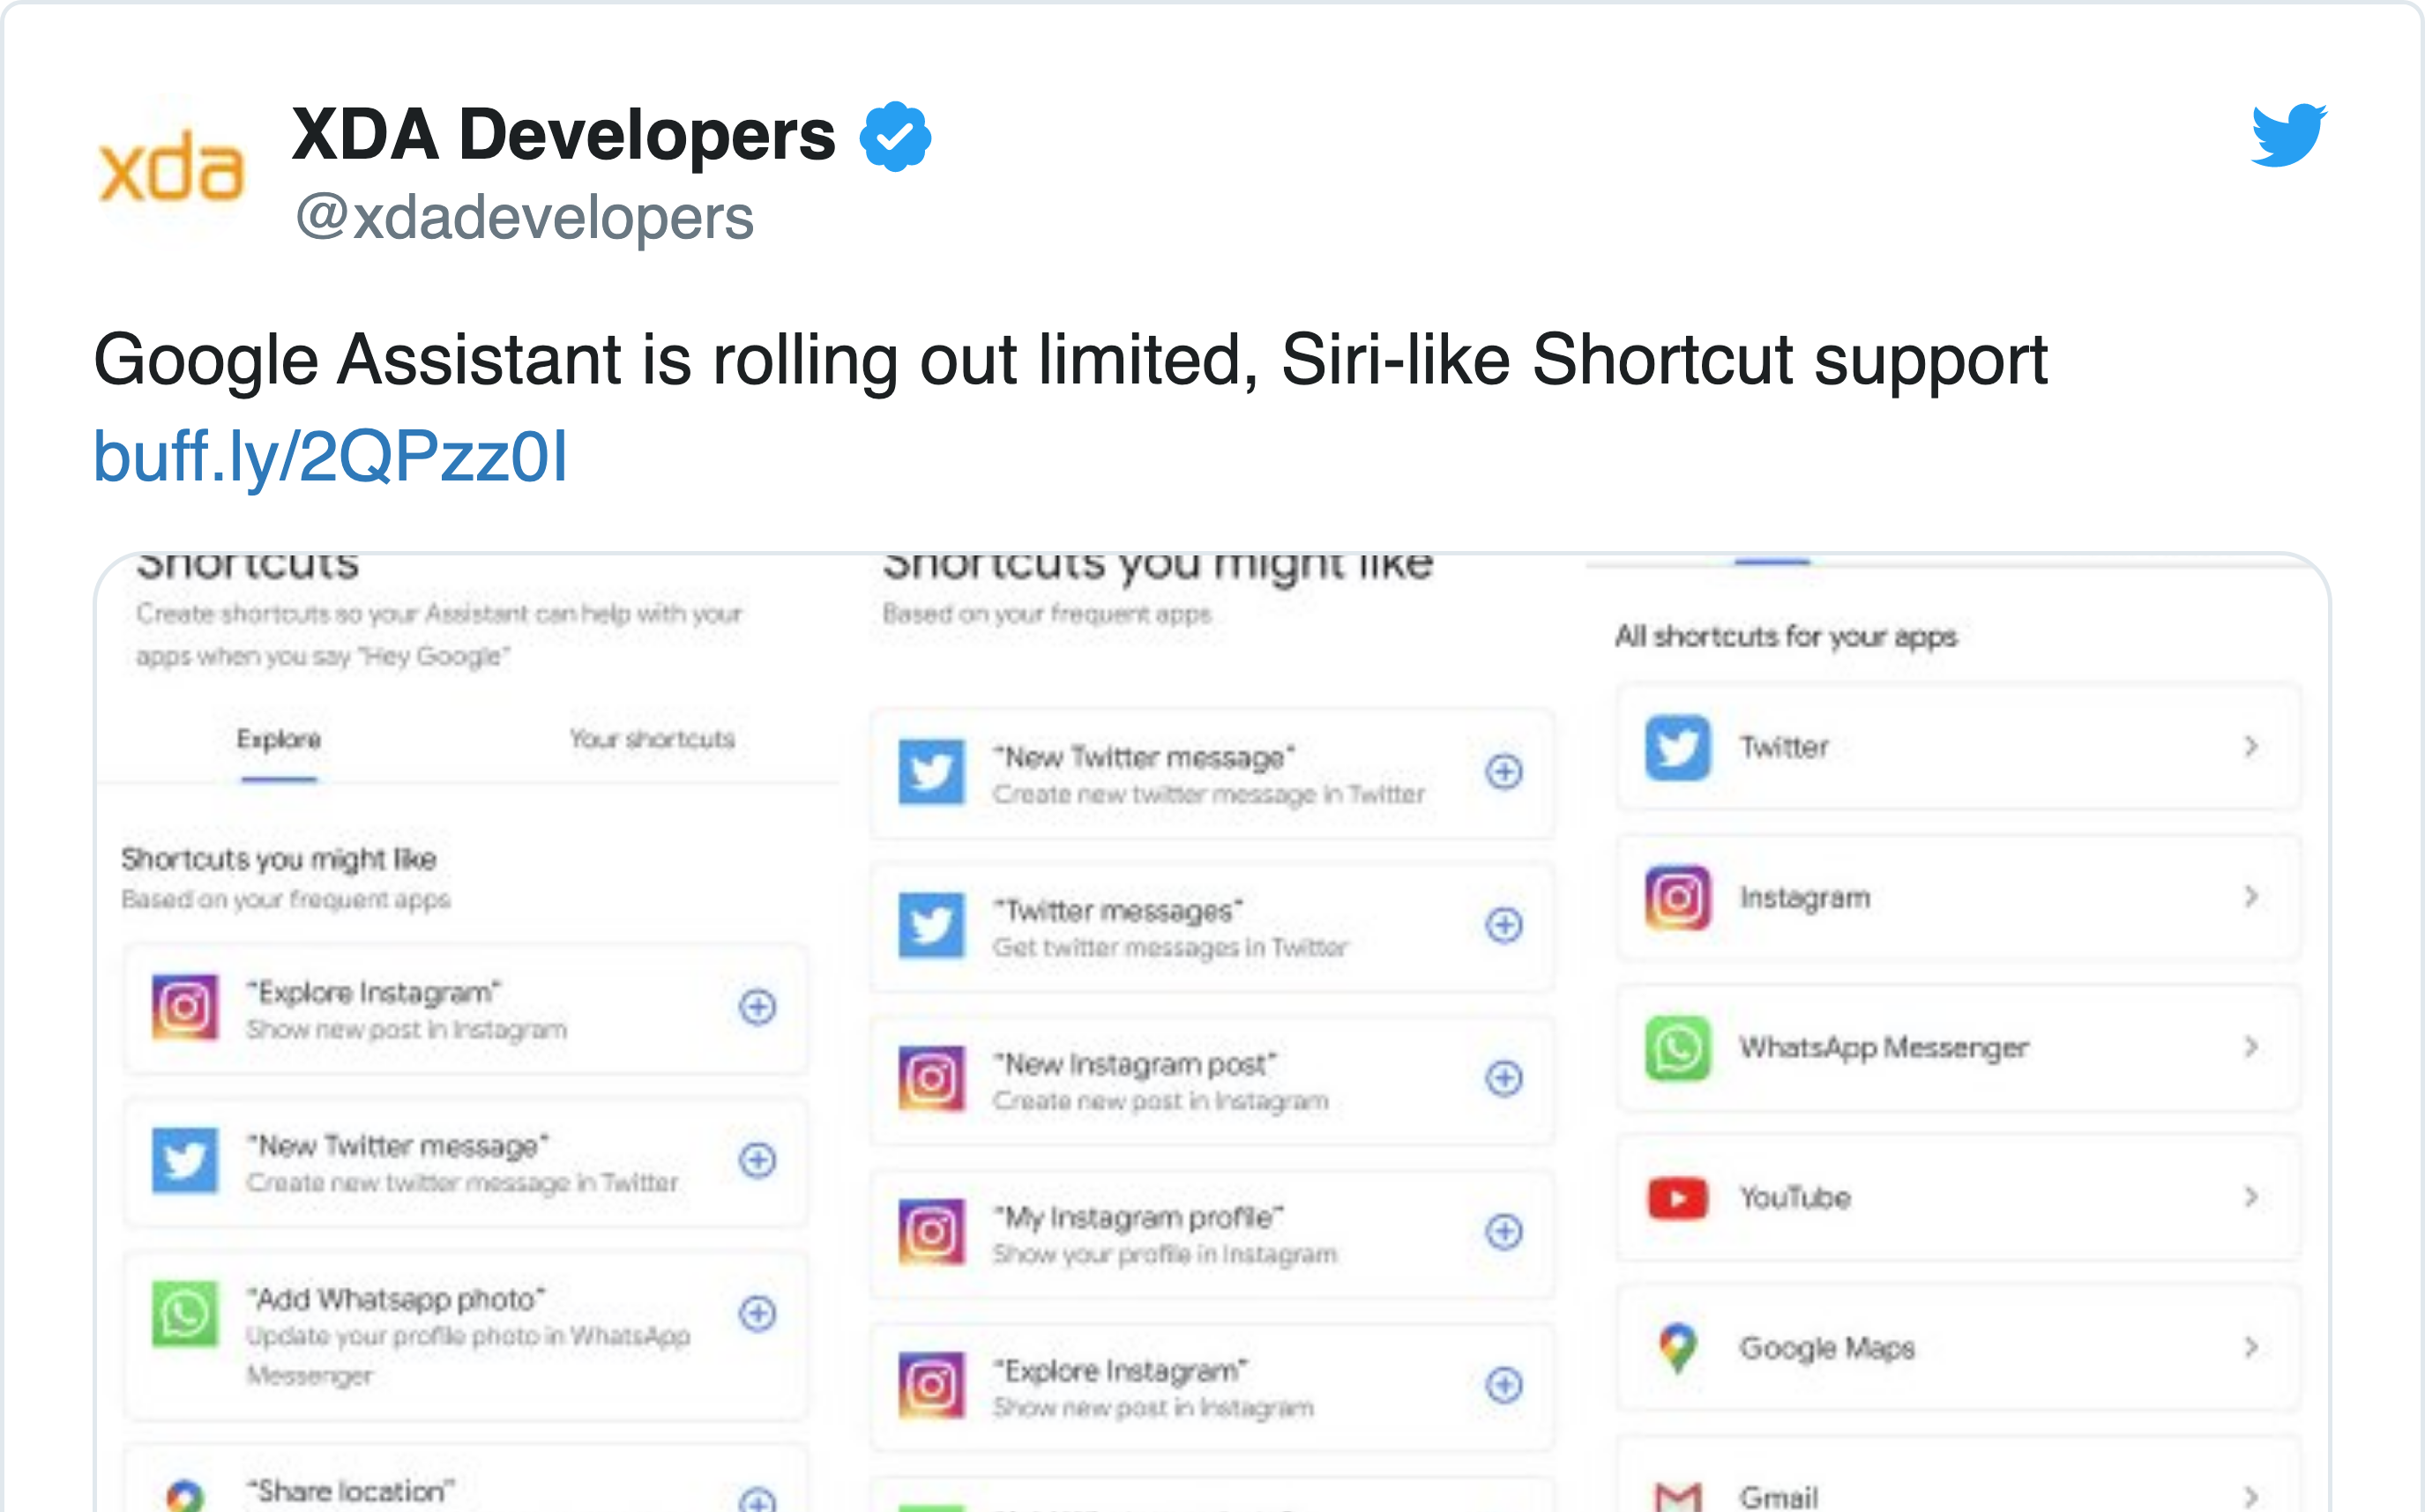 xda
XDA Developers
@xdadevelopers
Google Assistant is rolling out limited, Siri-like Shortcut support
buff.ly/2QPzz0I
Shortcuts
Create shortcuts so your Assistant can help with your
apps when you say "Hey Google"
Explore
Your shortcuts
Shortcuts you might like
Based on your frequent apps
"Explore Instagram"
Show new post in Instagram
"New Twitter message"
Create new twitter message in Twitter
"Add Whatsapp photo"
Update your profile photo in WhatsApp
Messenger
"Share location"
Shortcuts you might like
Based on your frequent apps
"New Twitter message"
Create new twitter message in Twitter
"Twitter messages"
Get twitter messages in Twitter
"New Instagram post"
Create new post in Instagram
"My Instagram profile"
Show your profile in Instagram
"Explore Instagram"
Show new post in Instagram
All shortcuts for your apps
Twitter
Instagram
WhatsApp Messenger
YouTube
Google Maps
Gmail